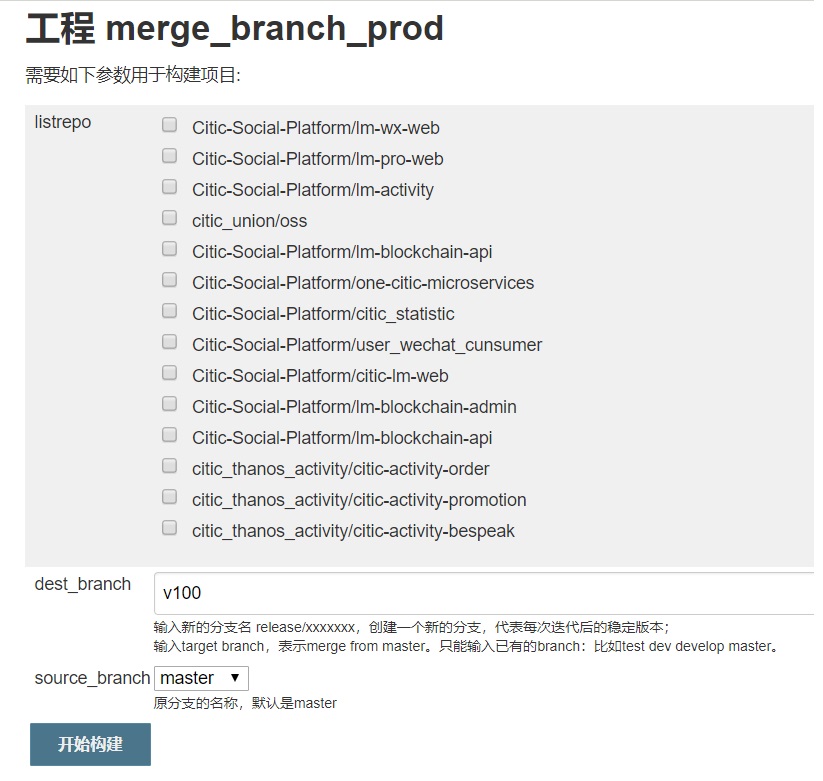 工程 merge_branch_prod
需要如下参数用于构建项目:
listrepo
Citic-Social-Platform/lm-wx-web
Citic-Social-Platform/lm-pro-web
Citic-Social-Platform/lm-activity
citic_union/oss
Citic-Social-Platform/lm-blockchain-api
Citic-Social-Platform/one-citic-microservices
Citic-Social-Platform/citic_statistic
Citic-Social-Platform/user_wechat_cunsumer
Citic-Social-Platform/citic-lm-web
Citic-Social-Platform/lm-blockchain-admin
Citic-Social-Platform/lm-blockchain-api
citic_thanos_activity/citic-activity-order
citic_thanos_activity/citic-activity-promotion
citic_thanos_activity/citic-activity-bespeak
dest_branch
v100
输入新的分支名 release/xxxxxxx，创建一个新的分支，代表每次迭代后的稳定版本；
输入target branch，表示merge from master。只能输入已有的branch：比如test dev develop master。
source_branch master
原分支的名称，默认是master
开始构建